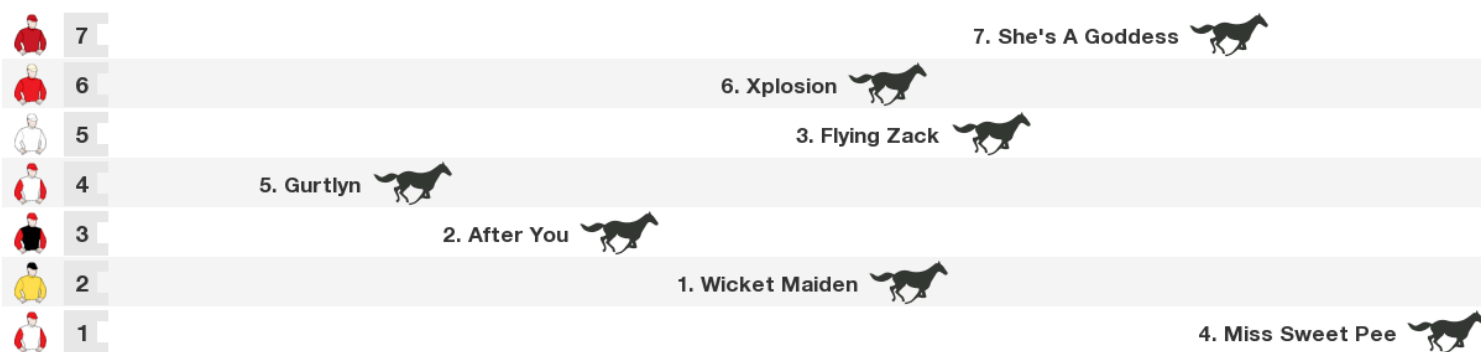 7 7. She's A Goddess
6 6. Xplosion
5 3. Flying Zack
4 5. Gurtlyn
3 2. After You
2 1. Wicket Maiden
1 4. Miss Sweet Pee